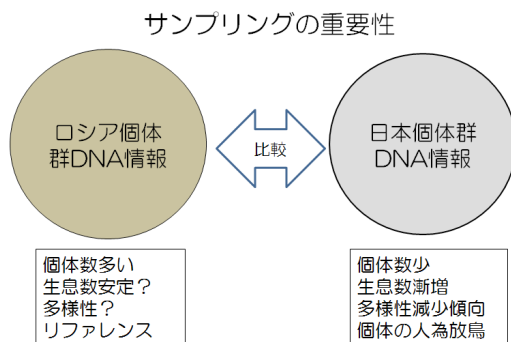 サンプリングの重要性
ロシア個体
群DNA情報
比較
日本個体群
DNA情報
個体数多い
生息数安定？
多様性？
リファレンス
個体数少
生息数漸増
多様性減少傾向
個体の人為放鳥